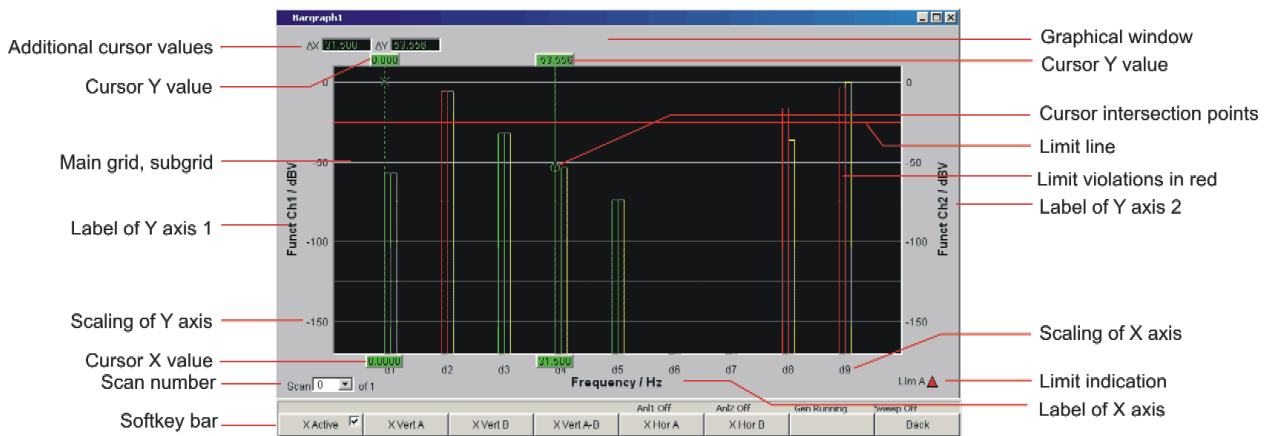 Bargraph1
Additional cursor values
ΔX 31.500 ΔY 53.556
Graphical window
Cursor Y value
0.000
53.556
Cursor Y value
0
0
Cursor intersection points
Limit line
Main grid, subgrid
-50
-50
Limit violations in red
Label of Y axis 1
Funct Ch1 / dBV
Funct Ch2 / dBV
Label of Y axis 2
-100
-100
Scaling of Y axis
-150
-150
Scaling of X axis
Cursor X value
0.0000
31.500
d1 d2 d3 d4 d5 d6 d7 d8 d9
Scan number
Scan 0 of 1
Frequency / Hz
Lim A
Limit indication
Label of X axis
Anl1 Off Anl2 Off Gen Running Sweep Off
Softkey bar
X Active X Vert A X Vert B X Vert A-B X Hor A X Hor B Back